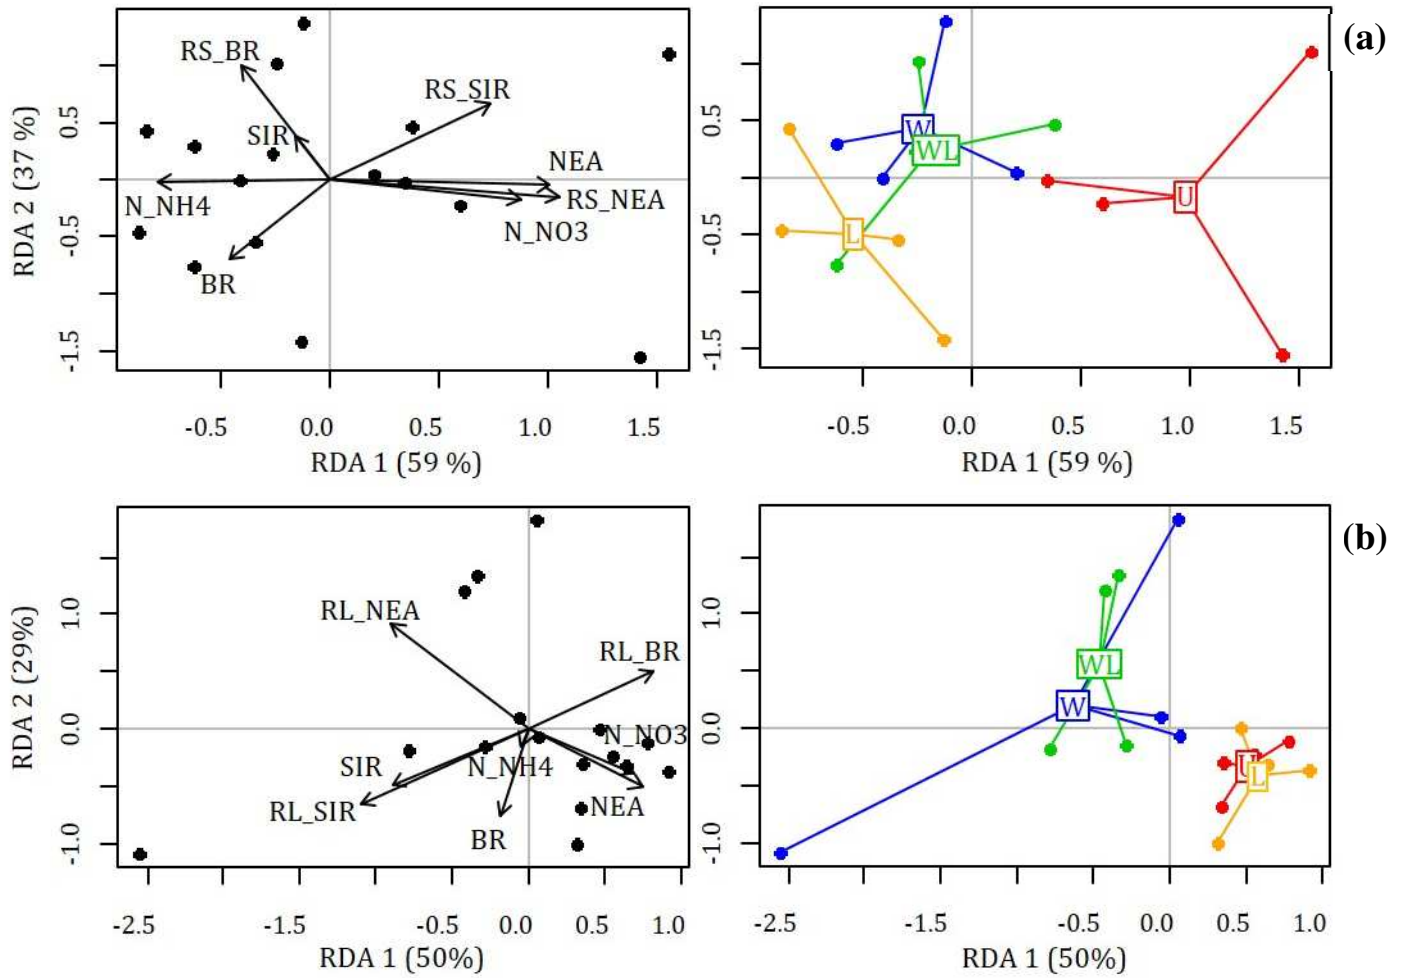 (a)
RDA 2 (37 %)
0.5
-0.5
-1.5
RS_BR
RS_SIR
SIR
NEA
N_NH4
RS_NEA
N_NO3
BR
-0.5 0.0 0.5 1.0 1.5
RDA 1 (59 %)
0.5
-0.5
-1.5
W
WL
U
L
-0.5 0.0 0.5 1.0 1.5
RDA 1 (59 %)
(b)
RDA 2 (29%)
1.0
0.0
-1.0
RL_NEA
RL_BR
N_NO3
SIR
N_NH4
RL_SIR
NEA
BR
-2.5 -1.5 -0.5 0.0 0.5 1.0
RDA 1 (50%)
1.0
0.0
-1.0
WL
W
U
L
-2.5 -1.5 -0.5 0.0 0.5 1.0
RDA 1 (50%)